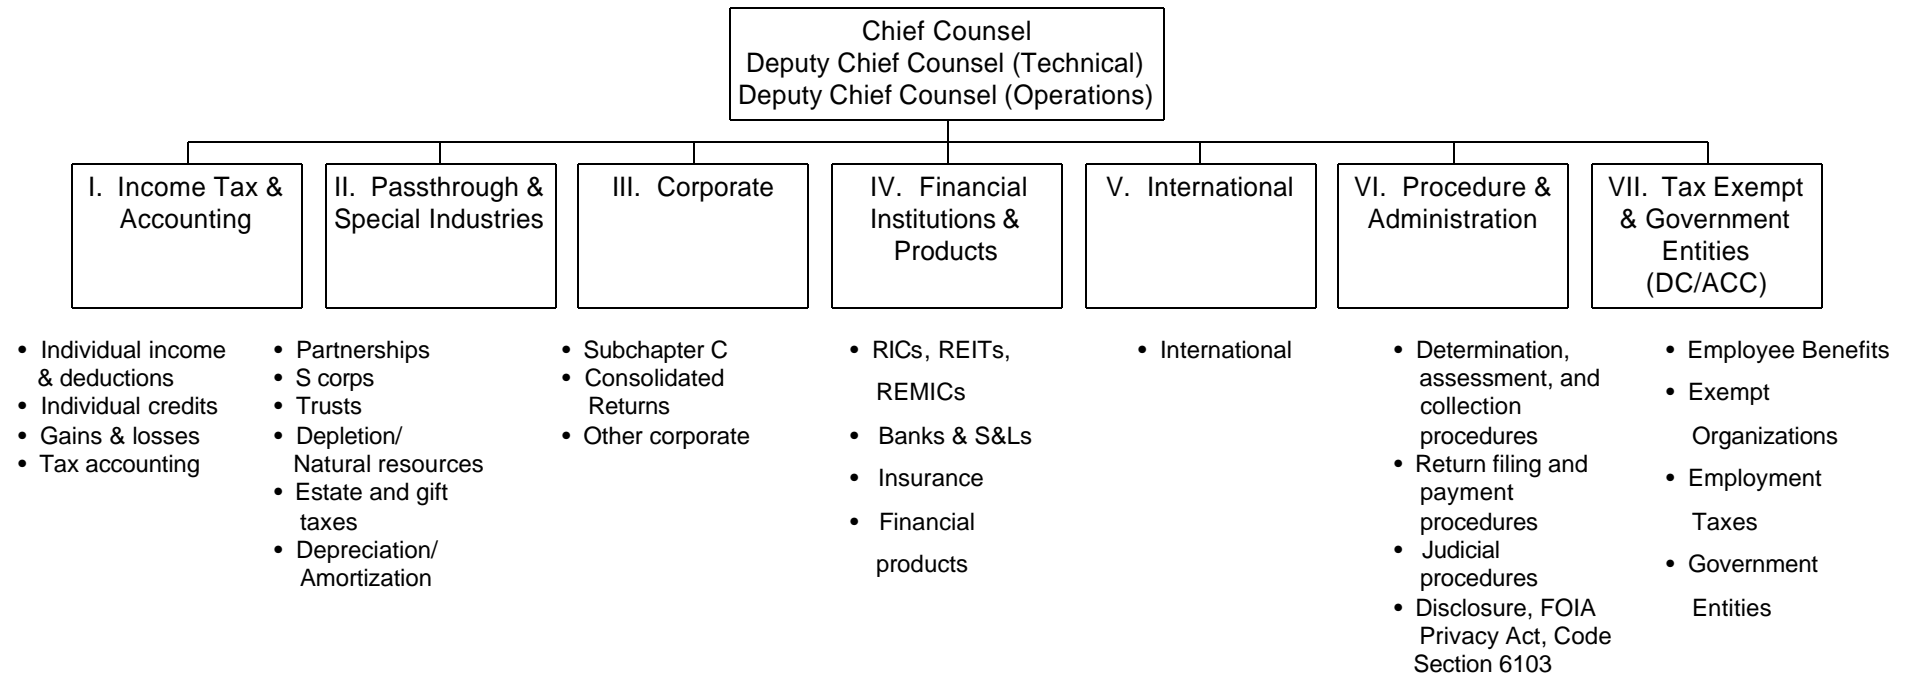 Chief Counsel
Deputy Chief Counsel (Technical)
Deputy Chief Counsel (Operations)
I. Income Tax &
Accounting
II. Passthrough &
Special Industries
III. Corporate
IV. Financial
Institutions &
Products
V. International
VI. Procedure &
Administration
VII. Tax Exempt
& Government
Entities
(DC/ACC)
• Individual income
& deductions
• Individual credits
• Gains & losses
• Tax accounting
• Partnerships
• S corps
• Trusts
• Depletion/
Natural resources
• Estate and gift
taxes
• Depreciation/
Amortization
• Subchapter C
• Consolidated
Returns
• Other corporate
• RICs, REITs,
REMICs
• Banks & S&Ls
• Insurance
• Financial
products
• International
• Determination,
assessment, and
collection
procedures
• Return filing and
payment
procedures
• Judicial
procedures
• Disclosure, FOIA
Privacy Act, Code
Section 6103
• Employee Benefits
• Exempt
Organizations
• Employment
Taxes
• Government
Entities